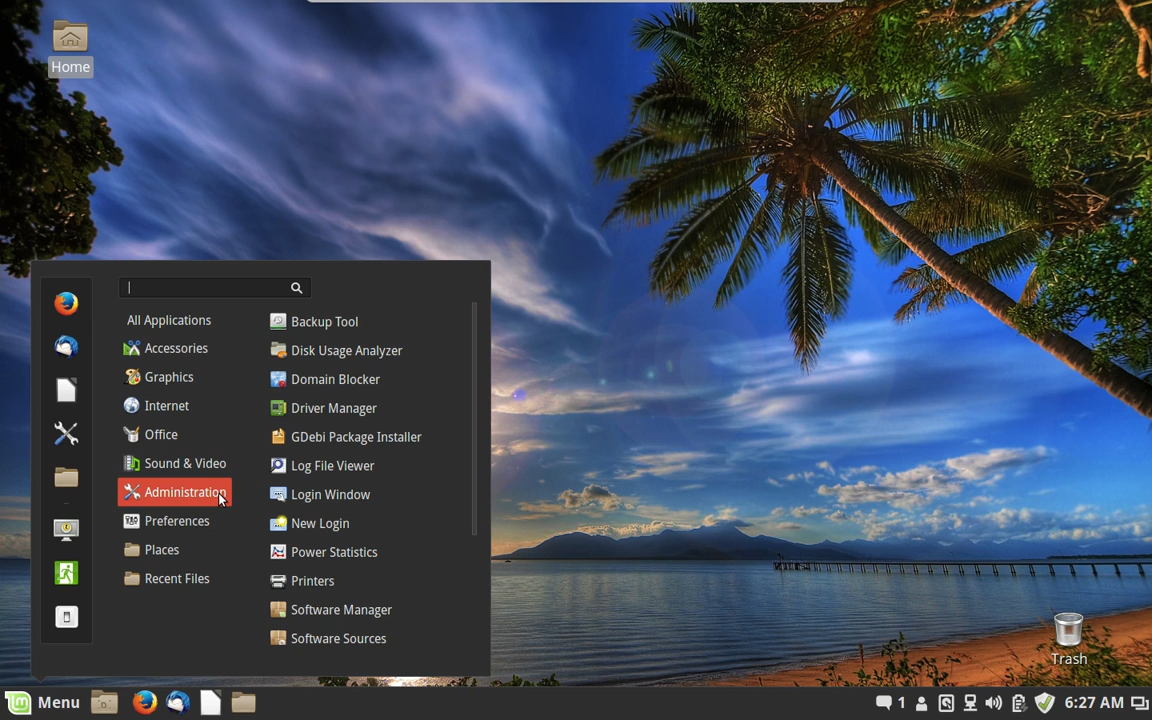 Home
All Applications
Accessories
Graphics
Internet
Office
Sound & Video
Administration
Preferences
Places
Recent Files
Backup Tool
Disk Usage Analyzer
Domain Blocker
Driver Manager
GDebi Package Installer
Log File Viewer
Login Window
New Login
Power Statistics
Printers
Software Manager
Software Sources
Trash
Menu
1
6:27 AM